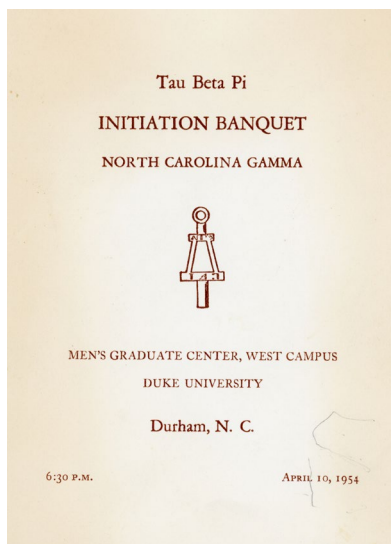 Tau Beta Pi
INITIATION BANQUET
NORTH CAROLINA GAMMA
MEN'S GRADUATE CENTER, WEST CAMPUS
DUKE UNIVERSITY
Durham, N. C.
6:30 P.M. APRIL 10, 1954